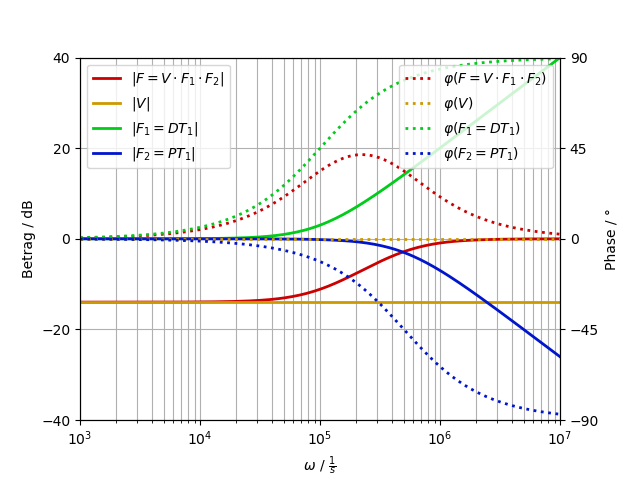 40
20
0
−20
−40
Betrag / dB
|F = V · F₁ · F₂|
|V|
|F₁ = DT₁|
|F₂ = PT₁|
φ(F = V · F₁ · F₂)
φ(V)
φ(F₁ = DT₁)
φ(F₂ = PT₁)
90
45
0
−45
−90
Phase / °
10³ 10⁴ 10⁵ 10⁶ 10⁷
ω / 1/s